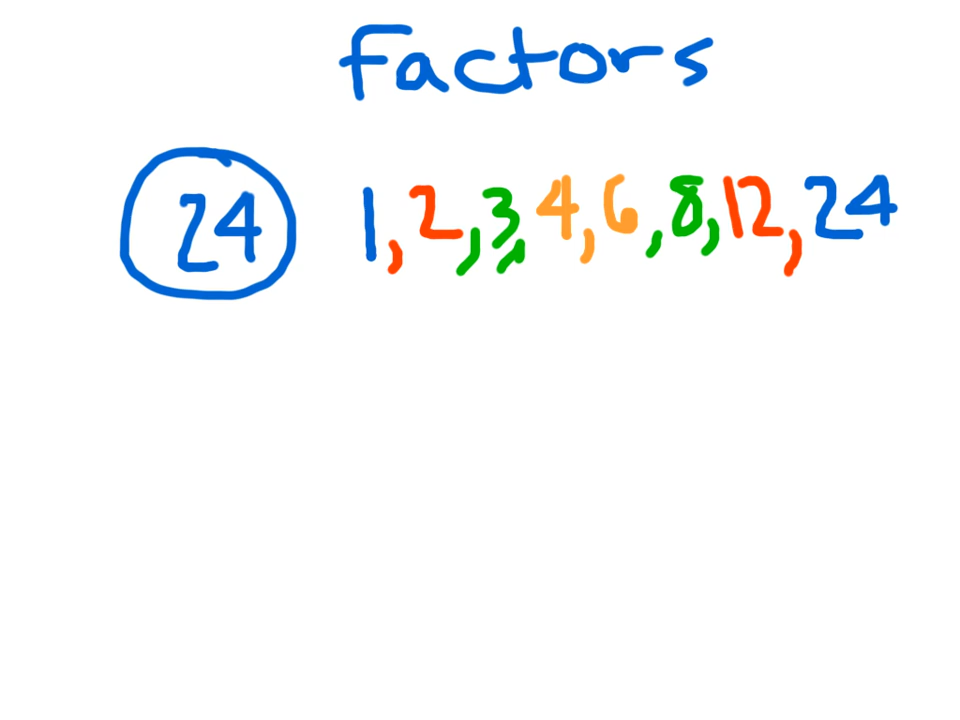 Factors
24 1, 2, 3, 4, 6, 8, 12, 24